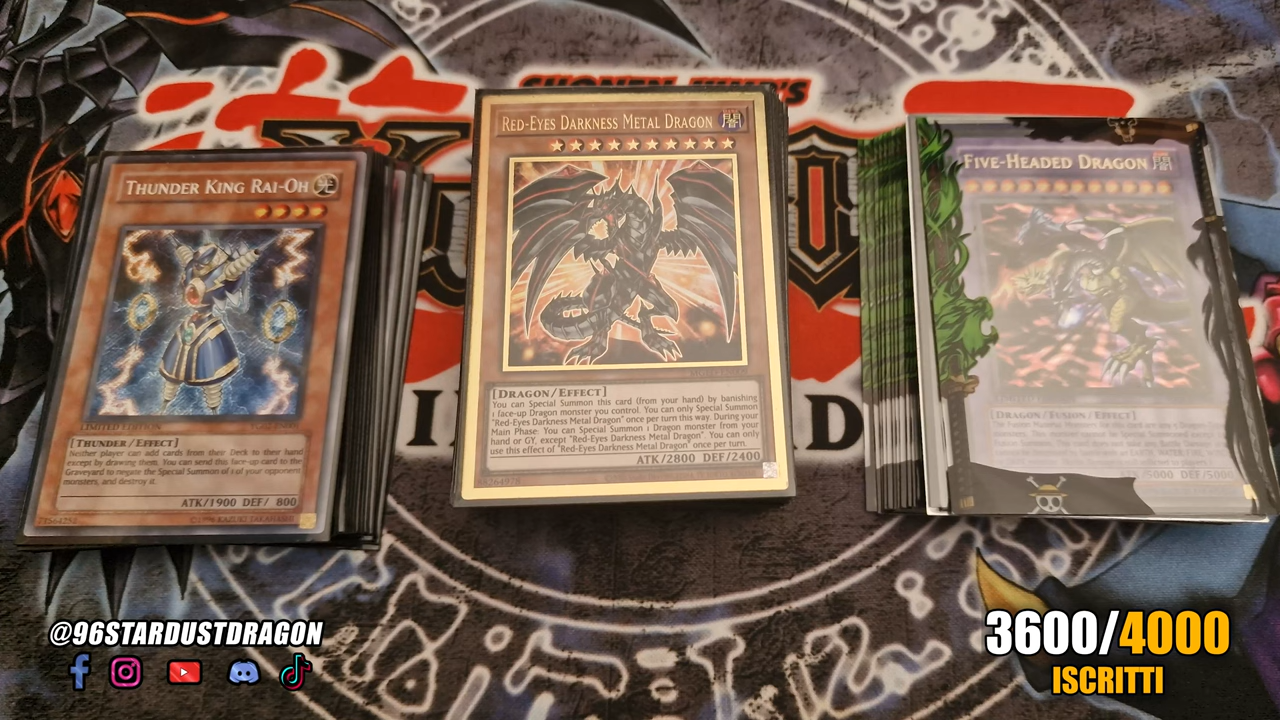 SHONEN JUMP'S
THUNDER KING RAI-OH
LIMITED EDITION
[THUNDER/EFFECT]
Neither player can add cards from their Deck to their hand
except by drawing them. You can send this face-up card to the
Graveyard to negate the Special Summon of 1 of your opponent's
monsters, and destroy it.
ATK/1900 DEF/ 800
RED-EYES DARKNESS METAL DRAGON
[DRAGON/EFFECT]
You can Special Summon this card (from your hand) by banishing
1 face-up Dragon monster you control. You can only Special Summon
"Red-Eyes Darkness Metal Dragon" once per turn this way. During your
Main Phase: You can Special Summon 1 Dragon monster from your
hand or GY, except "Red-Eyes Darkness Metal Dragon". You can only
use this effect of "Red-Eyes Darkness Metal Dragon" once per turn.
ATK/2800 DEF/2400
FIVE-HEADED DRAGON
[DRAGON/FUSION/EFFECT]
ATK/5000 DEF/5000
@96STARDUSTDRAGON
3600/4000
ISCRITTI